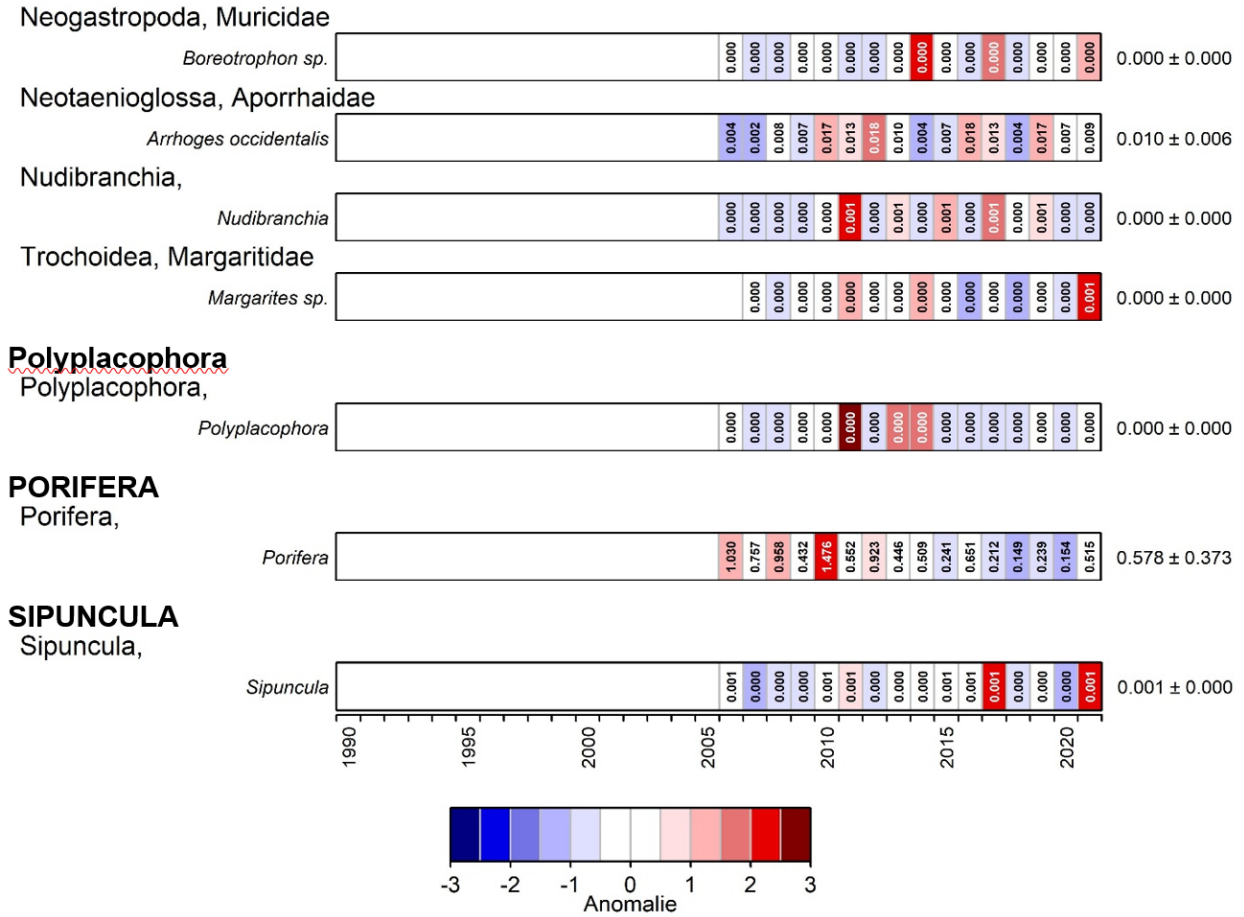 Neogastropoda, Muricidae
Boreotrophon sp. 0.000 0.000 0.000 0.000 0.000 0.000 0.000 0.000 0.000 0.000 0.000 0.000 0.000 0.000 0.000 0.000 0.000 ± 0.000
Neotaenioglossa, Aporrhaidae
Arrhoges occidentalis 0.004 0.002 0.008 0.007 0.017 0.013 0.018 0.010 0.004 0.007 0.018 0.013 0.004 0.017 0.007 0.009 0.010 ± 0.006
Nudibranchia,
Nudibranchia 0.000 0.000 0.000 0.000 0.000 0.001 0.000 0.001 0.000 0.001 0.000 0.001 0.000 0.001 0.000 0.000 0.000 ± 0.000
Trochoidea, Margaritidae
Margarites sp. 0.000 0.000 0.000 0.000 0.000 0.000 0.000 0.000 0.000 0.000 0.000 0.000 0.000 0.000 0.001 0.000 ± 0.000
Polyplacophora
Polyplacophora,
Polyplacophora 0.000 0.000 0.000 0.000 0.000 0.000 0.000 0.000 0.000 0.000 0.000 0.000 0.000 0.000 0.000 0.000 0.000 ± 0.000
PORIFERA
Porifera,
Porifera 1.030 0.757 0.958 0.432 1.476 0.552 0.923 0.446 0.509 0.241 0.651 0.212 0.149 0.239 0.154 0.515 0.578 ± 0.373
SIPUNCULA
Sipuncula,
Sipuncula 0.001 0.000 0.000 0.000 0.001 0.001 0.000 0.000 0.000 0.001 0.001 0.001 0.000 0.000 0.000 0.001 0.001 ± 0.000
1990 1995 2000 2005 2010 2015 2020
-3 -2 -1 0 1 2 3
Anomalie